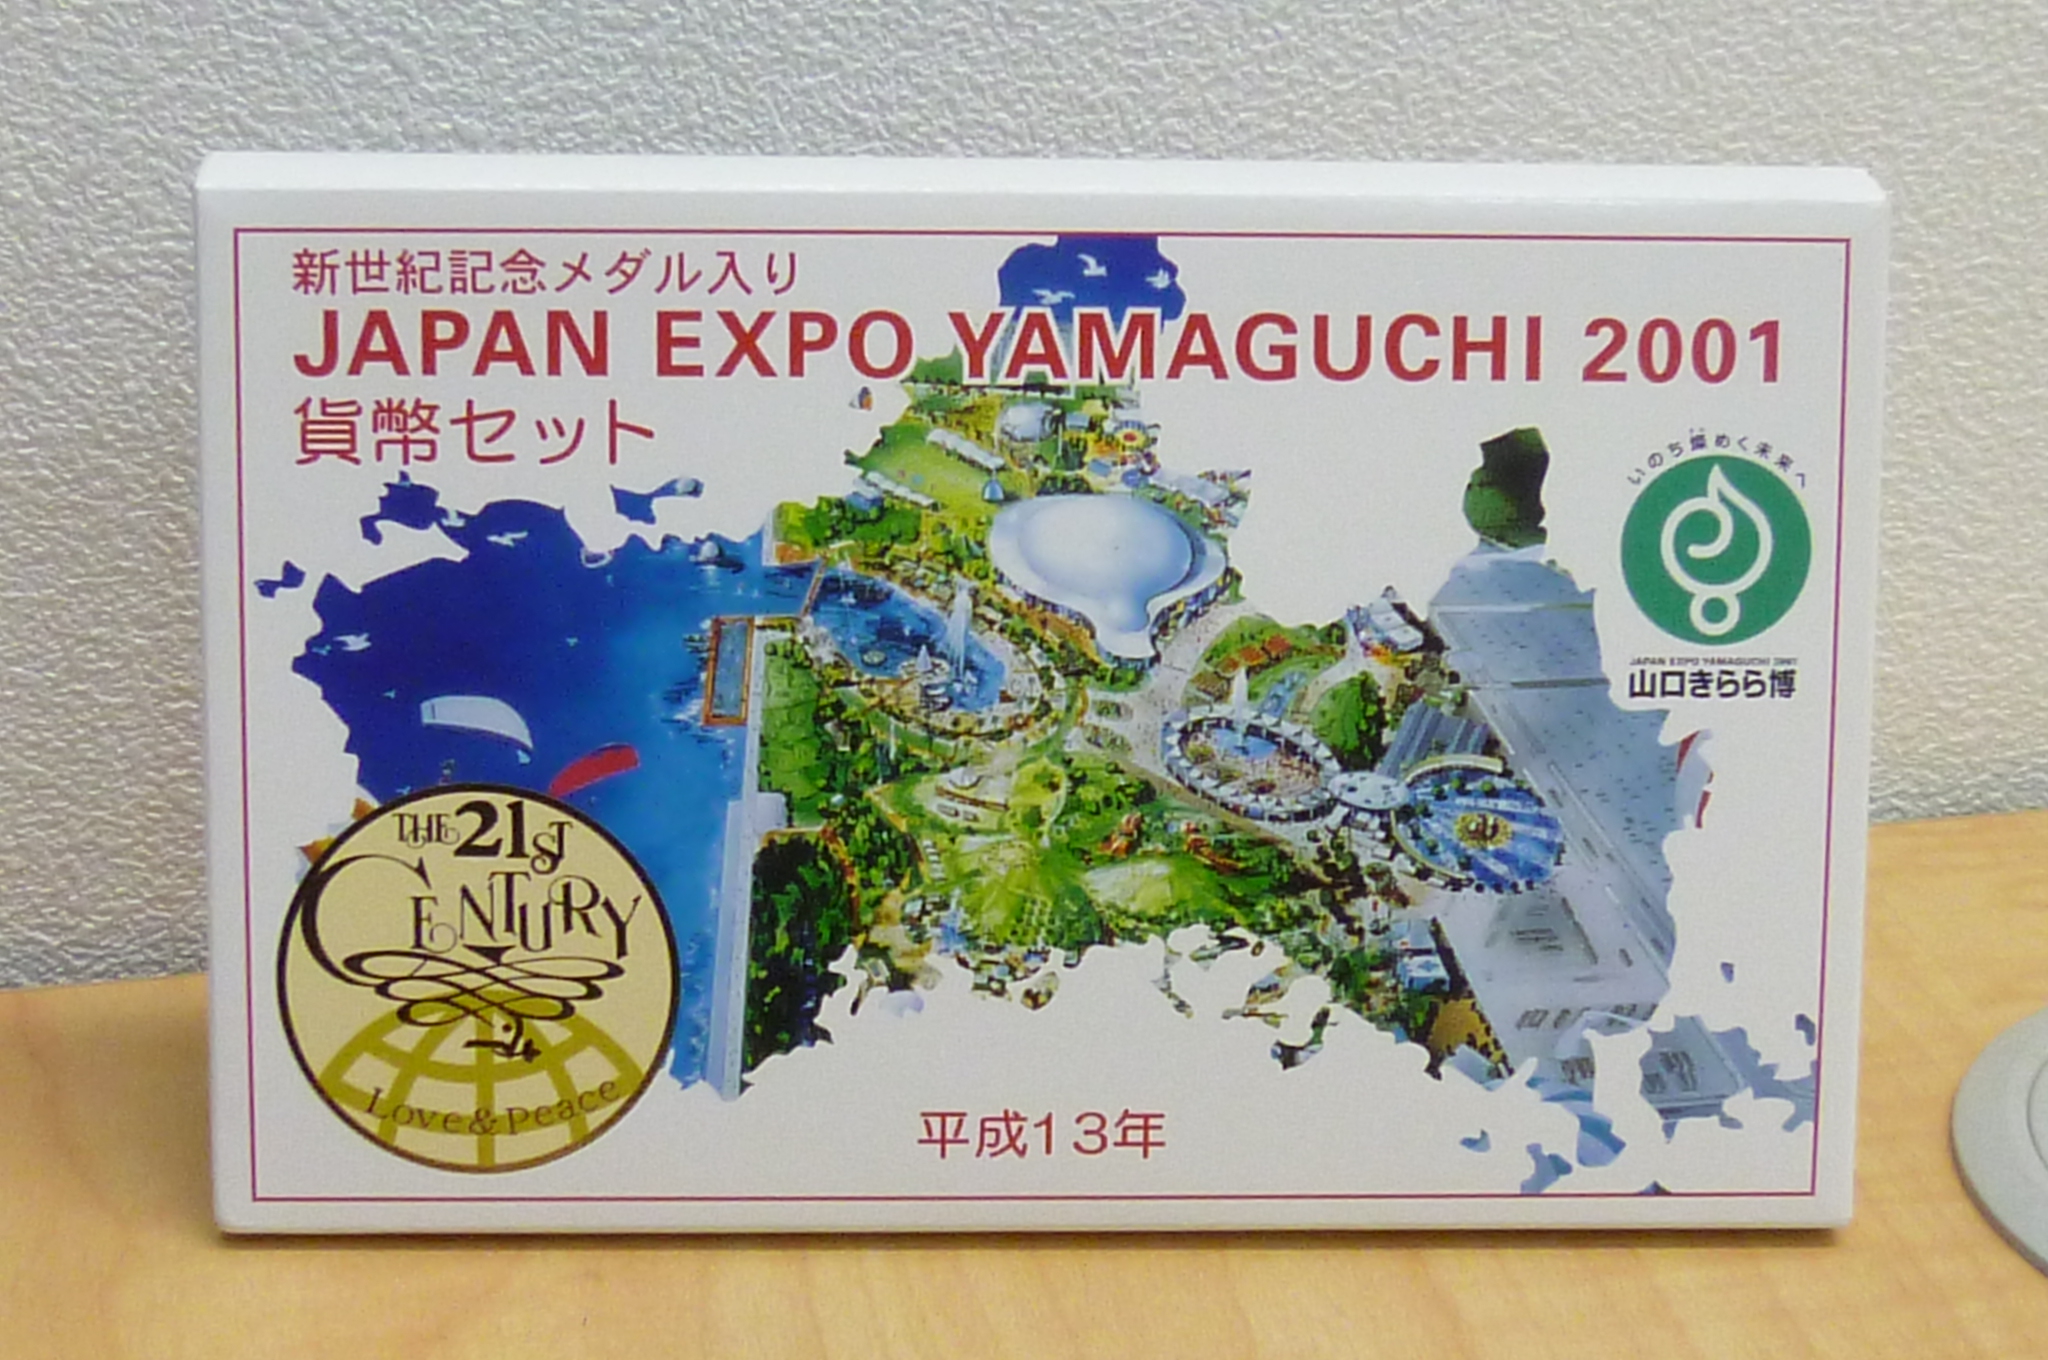 新世紀記念メダル入り
JAPAN EXPO YAMAGUCHI 2001
貨幣セット
いのち燦めく未来へ
JAPAN EXPO YAMAGUCHI 2001
山口きらら博
THE 21ST
CENTURY
Love & Peace
平成13年